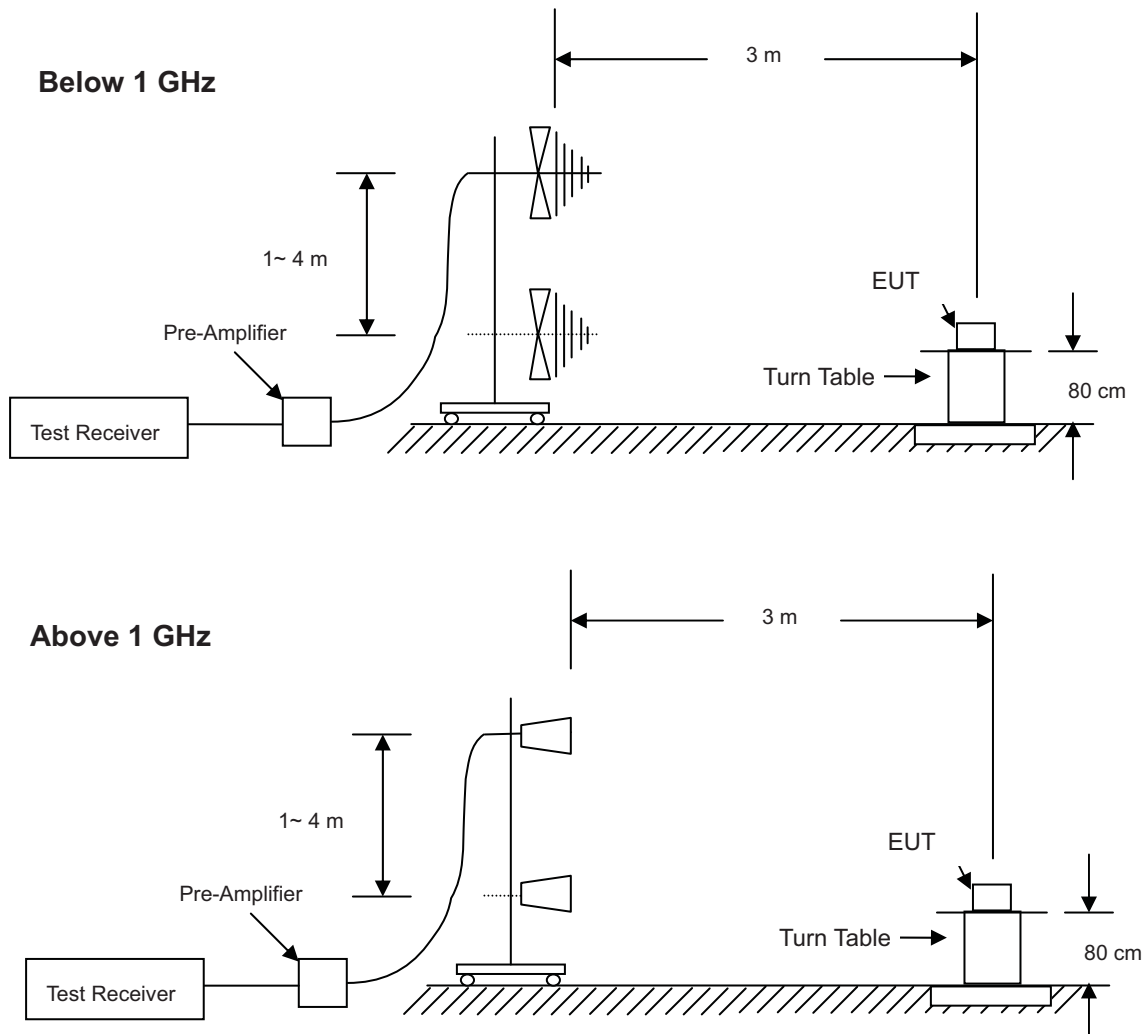 3 m
Below 1 GHz
1~ 4 m
EUT
Pre-Amplifier
Turn Table
80 cm
Test Receiver
3 m
Above 1 GHz
1~ 4 m
EUT
Pre-Amplifier
Turn Table
80 cm
Test Receiver